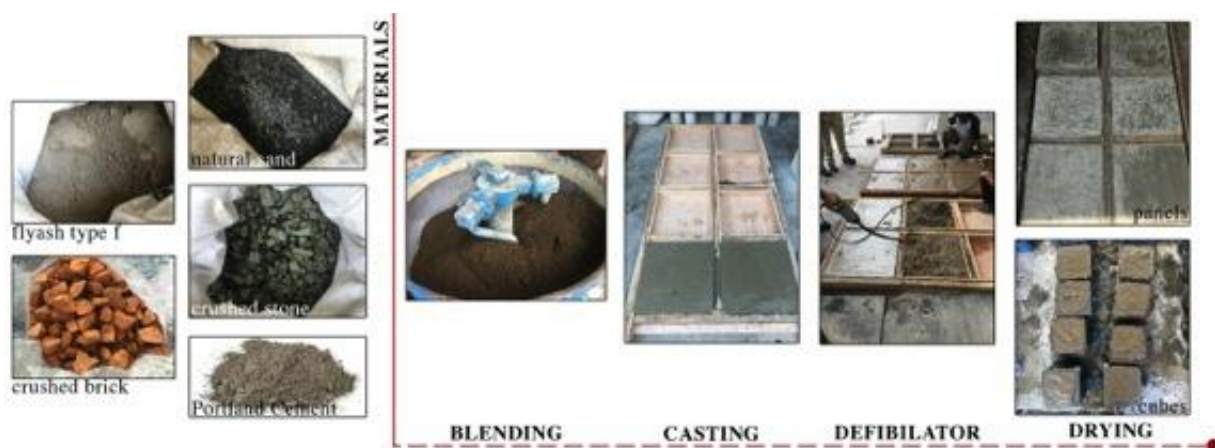 MATERIALS
natural sand
flyash type f
crushed stone
crushed brick
Portland Cement
panels
cubes
BLENDING
CASTING
DEFIBILATOR
DRYING